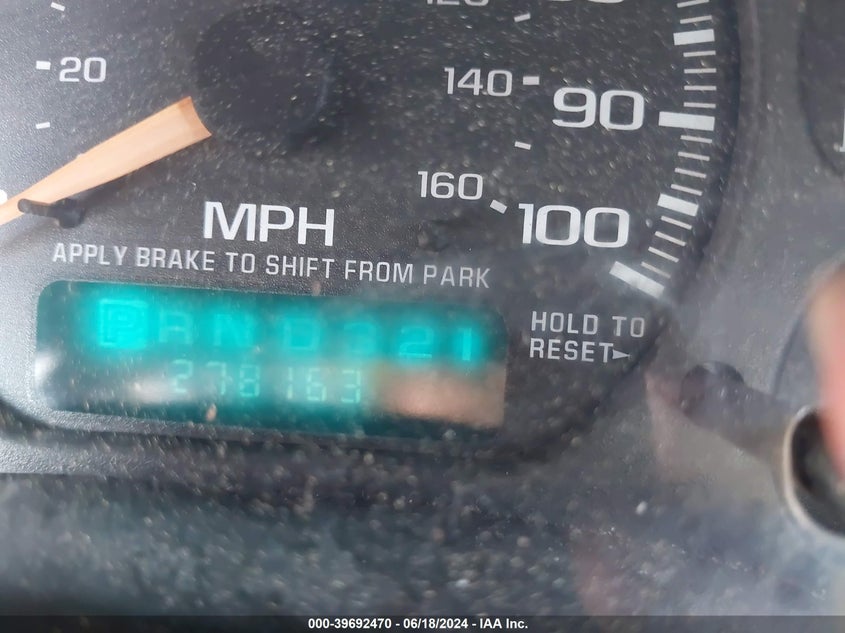 120
20
140
90
160
100
MPH
APPLY BRAKE TO SHIFT FROM PARK
P R N D 3 2 1
HOLD TO
RESET
278163
000-39692470 - 06/18/2024 - IAA Inc.